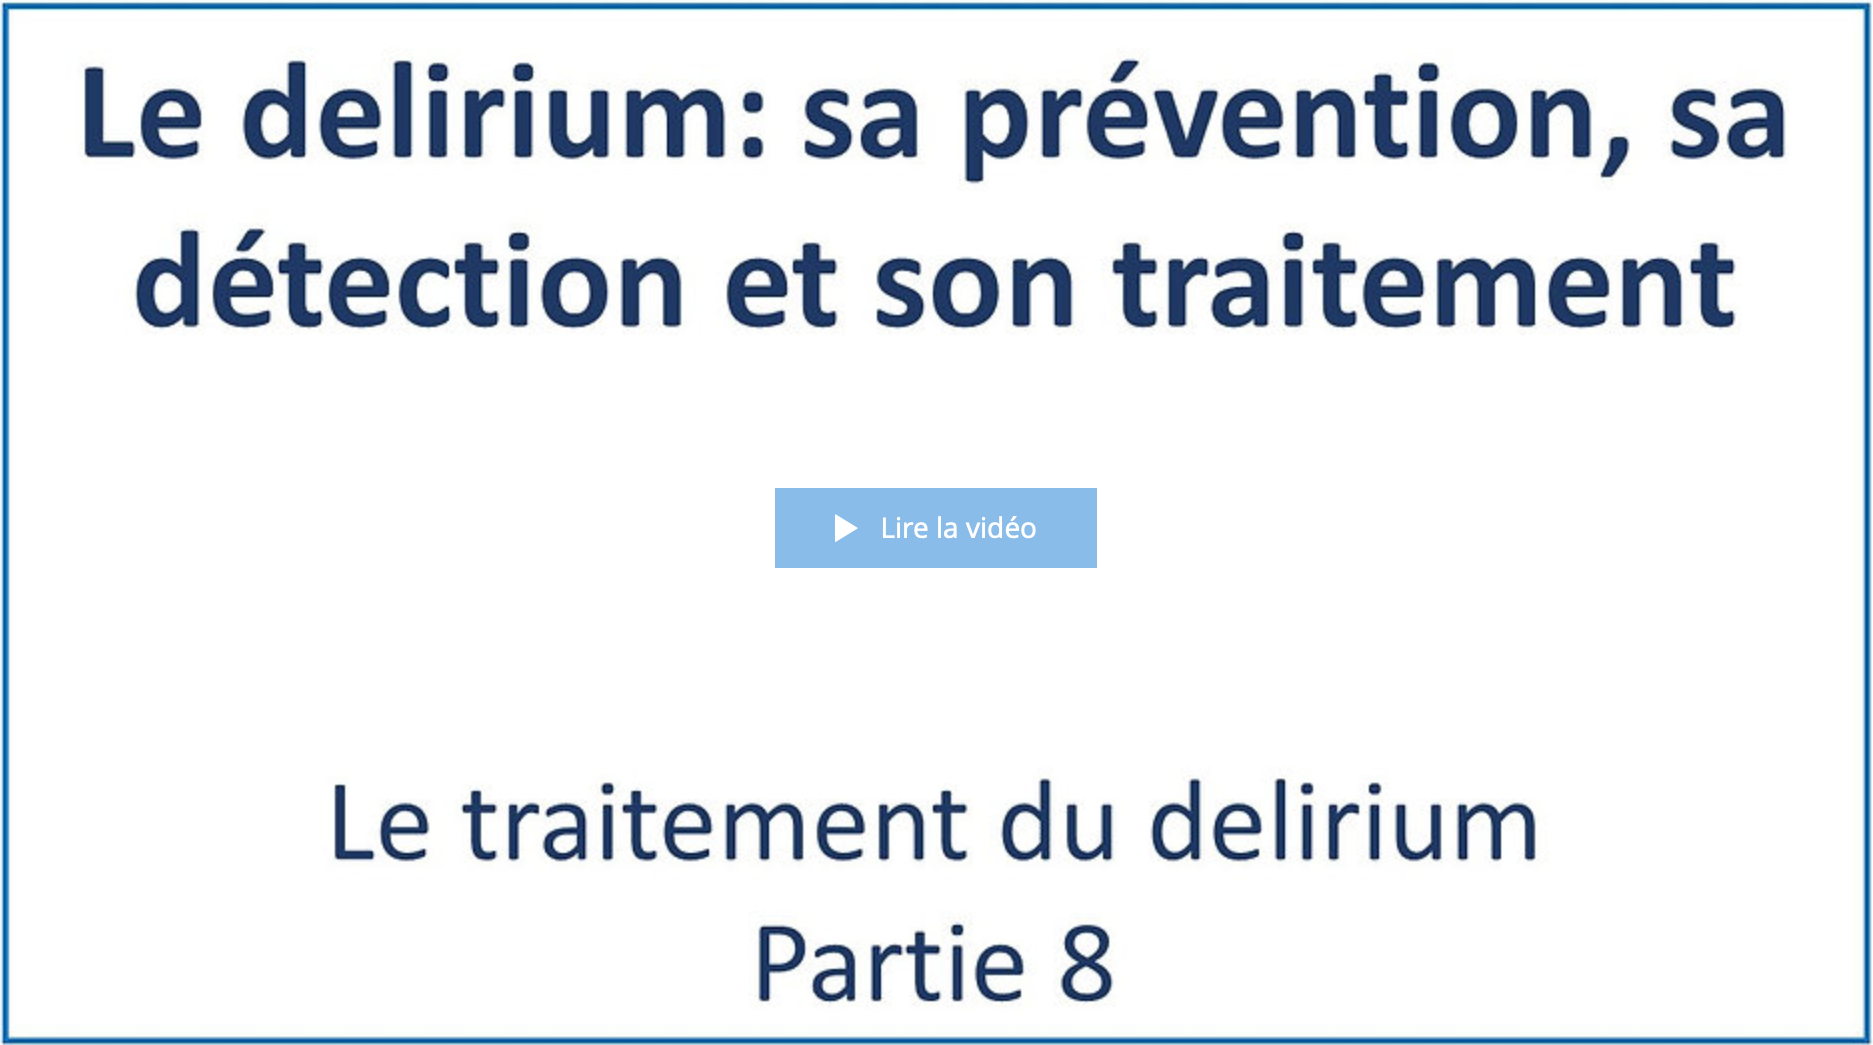 Le delirium: sa prévention, sa
détection et son traitement
Lire la vidéo
Le traitement du delirium
Partie 8